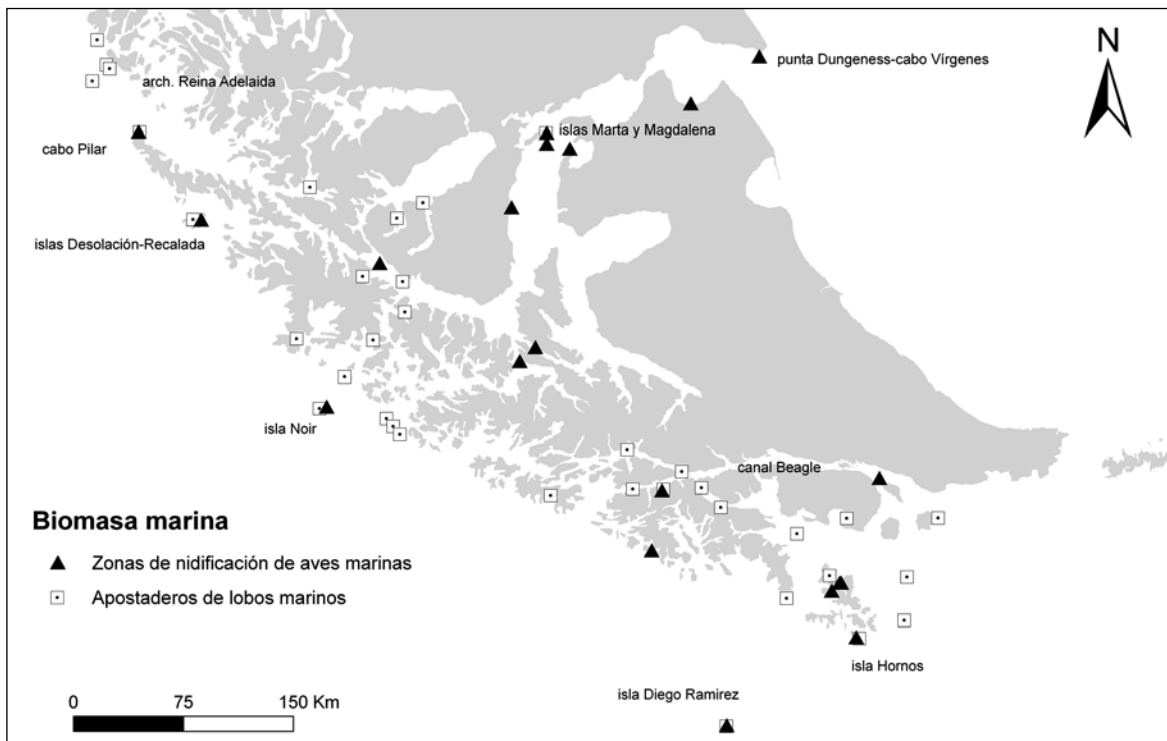 N
punta Dungeness-cabo Vírgenes
arch. Reina Adelaida
islas Marta y Magdalena
cabo Pilar
islas Desolación-Recalada
isla Noir
canal Beagle
Biomasa marina
Zonas de nidificación de aves marinas
Apostaderos de lobos marinos
isla Hornos
isla Diego Ramirez
0 75 150 Km